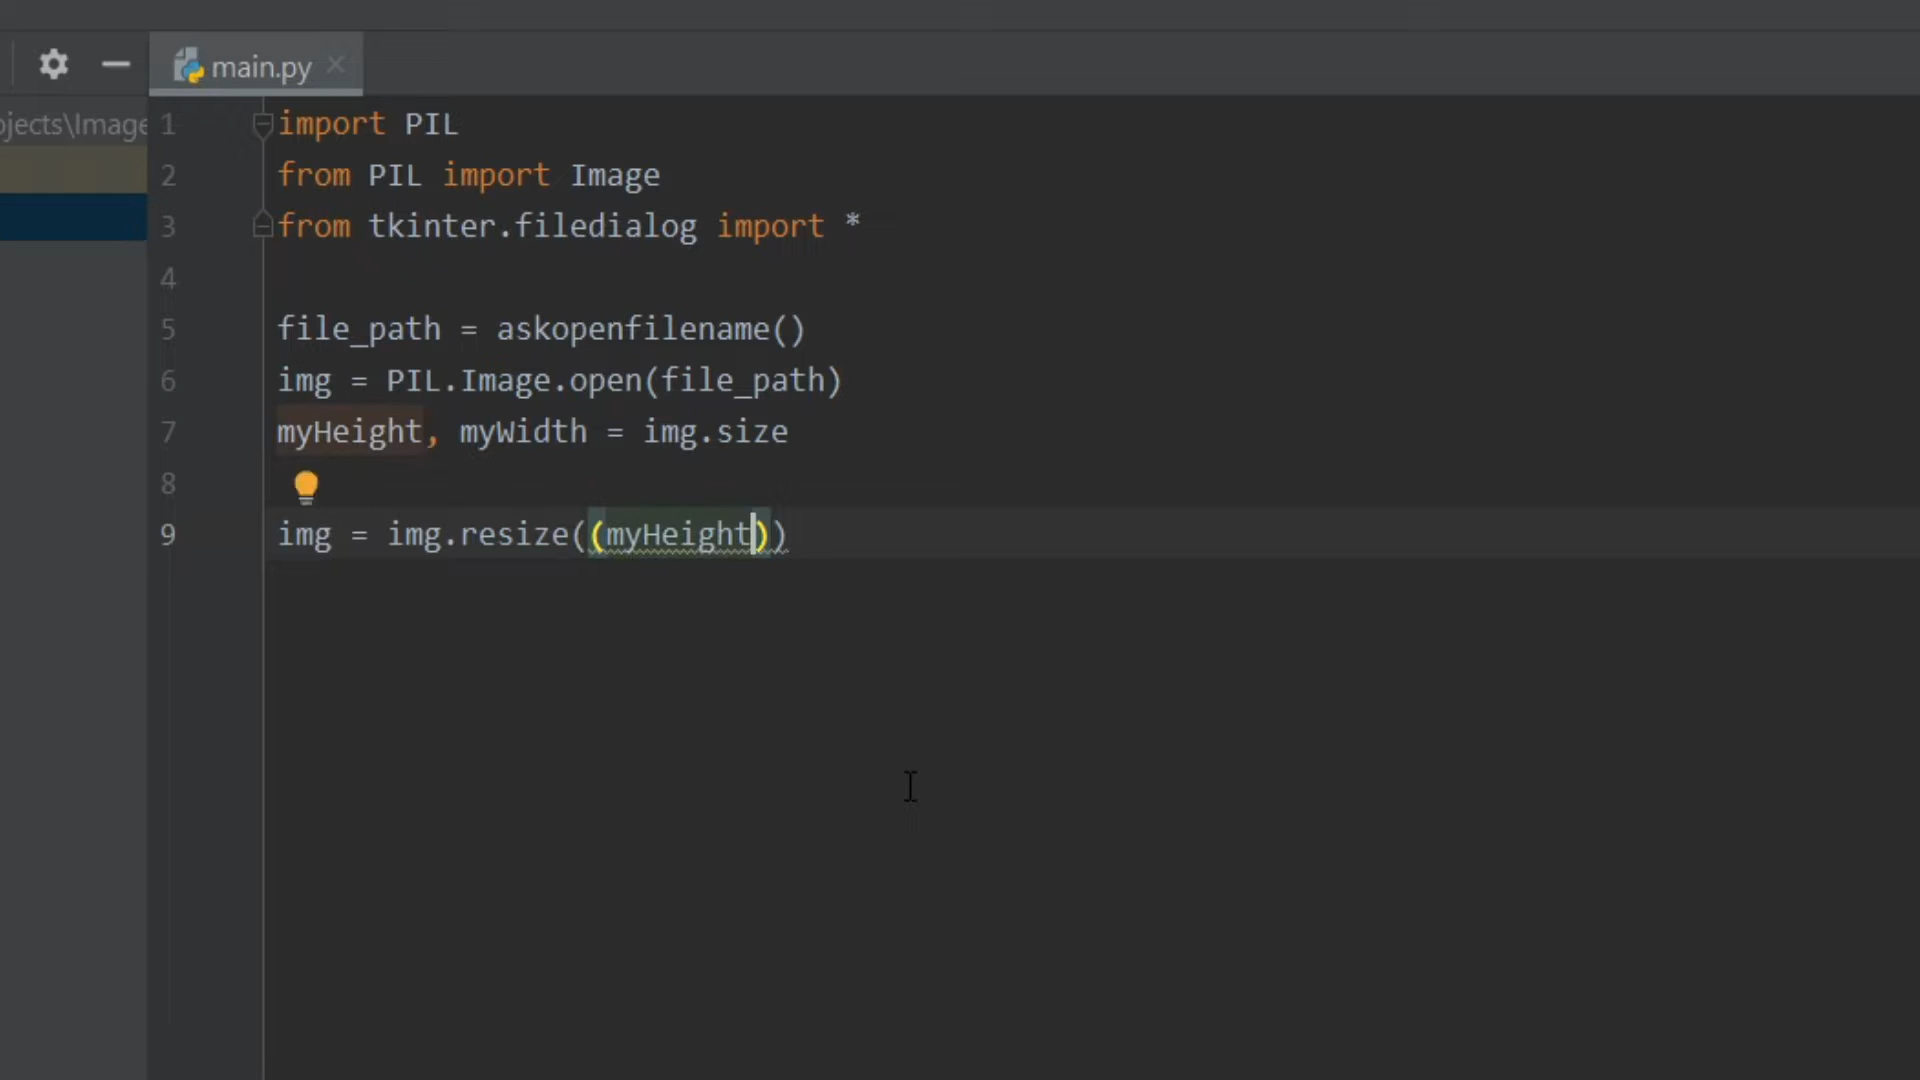 main.py
ojects\Image
1 import PIL
2 from PIL import Image
3 from tkinter.filedialog import *
4
5 file_path = askopenfilename()
6 img = PIL.Image.open(file_path)
7 myHeight, myWidth = img.size
8
9 img = img.resize((myHeight))